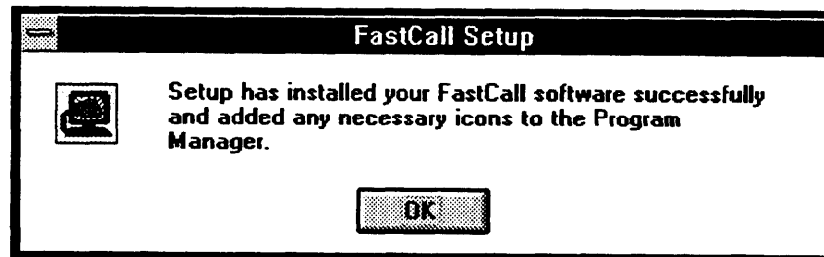 FastCall Setup
Setup has installed your FastCall software successfully
and added any necessary icons to the Program
Manager.
OK